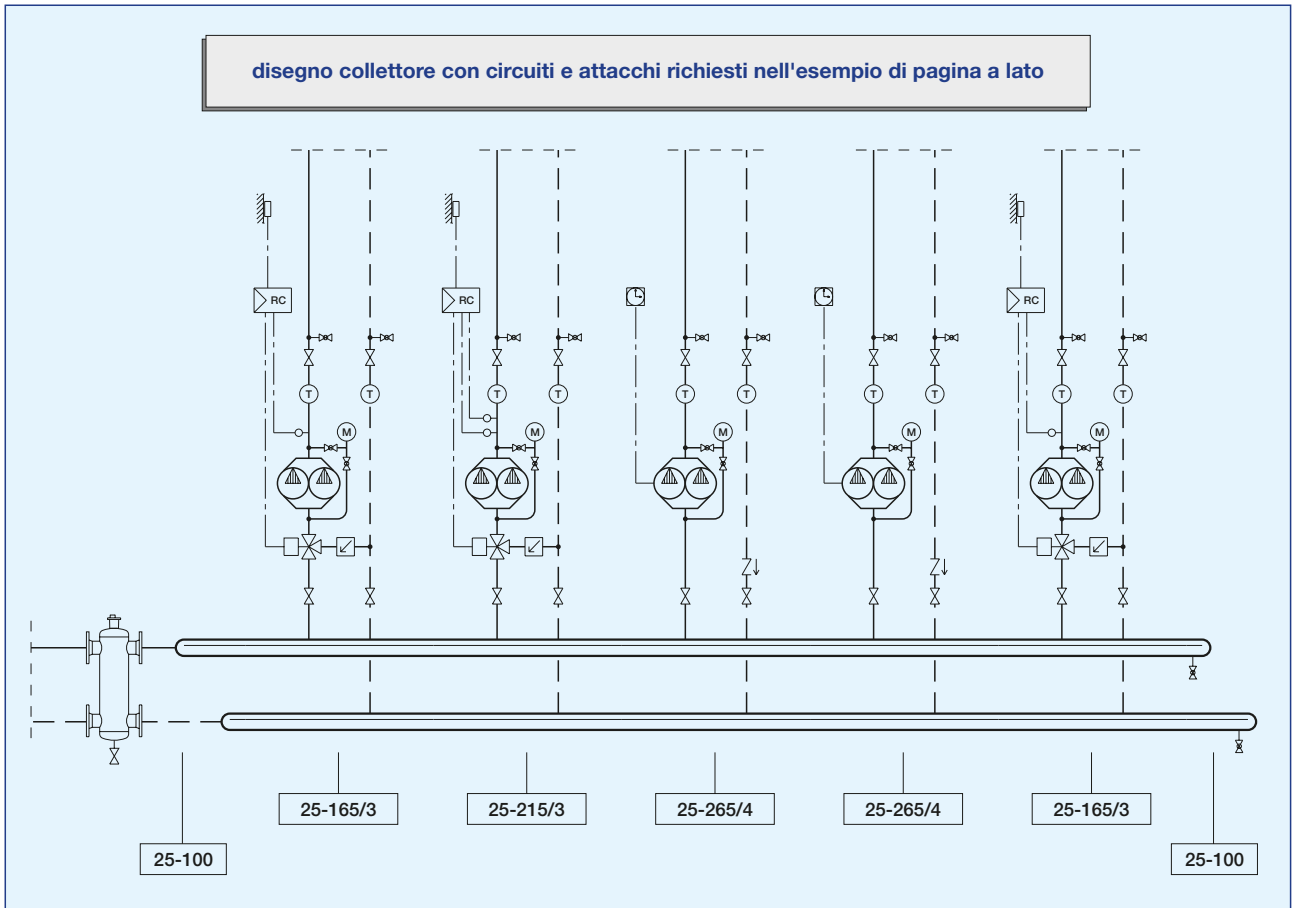 disegno collettore con circuiti e attacchi richiesti nell'esempio di pagina a lato
RC RC RC
T T T T T T T T T T
M M M M M
25-165/3 25-215/3 25-265/4 25-265/4 25-165/3
25-100 25-100